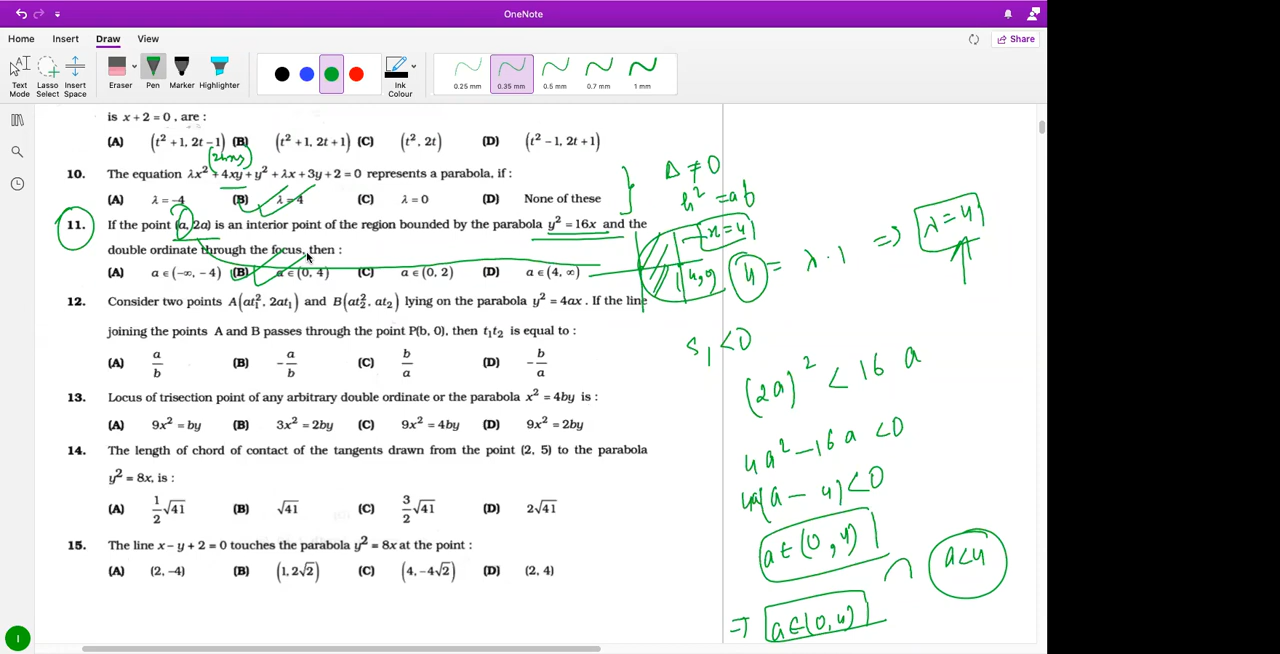 OneNote
Home Insert Draw View
Share
Text Mode
Lasso Select
Insert Space
Eraser
Pen
Marker
Highlighter
Ink Colour
0.25 mm
0.35 mm
0.5 mm
0.7 mm
1 mm
is x + 2 = 0, are :
(A) (t² + 1, 2t − 1) (B) (t² + 1, 2t + 1) (C) (t², 2t) (D) (t² − 1, 2t + 1)
10. The equation λx² + 4xy + y² + λx + 3y + 2 = 0 represents a parabola, if :
(A) λ = −4 (B) λ = 4 (C) λ = 0 (D) None of these
11. If the point (a, 2a) is an interior point of the region bounded by the parabola y² = 16x and the
double ordinate through the focus, then :
(A) a ∈ (−∞, −4) (B) a ∈ (0, 4) (C) a ∈ (0, 2) (D) a ∈ (4, ∞)
12. Consider two points A(at₁², 2at₁) and B(at₂², at₂) lying on the parabola y² = 4ax. If the line
joining the points A and B passes through the point P(b, 0), then t₁t₂ is equal to :
(A) a/b (B) −a/b (C) b/a (D) −b/a
13. Locus of trisection point of any arbitrary double ordinate or the parabola x² = 4by is :
(A) 9x² = by (B) 3x² = 2by (C) 9x² = 4by (D) 9x² = 2by
14. The length of chord of contact of the tangents drawn from the point (2, 5) to the parabola
y² = 8x, is :
(A) 1/2 √41 (B) √41 (C) 3/2 √41 (D) 2√41
15. The line x − y + 2 = 0 touches the parabola y² = 8x at the point :
(A) (2, −4) (B) (1, 2√2) (C) (4, −4√2) (D) (2, 4)
Δ ≠ 0
h² = ab
x = 4
4 = λ · 1 ⇒ λ = 4
S₁ < 0
(2a)² < 16 a
4a² − 16a < 0
4a(a − 4) < 0
a ∈ (0, 4) ∩ a < 4
⇒ a ∈ (0, 4)
I